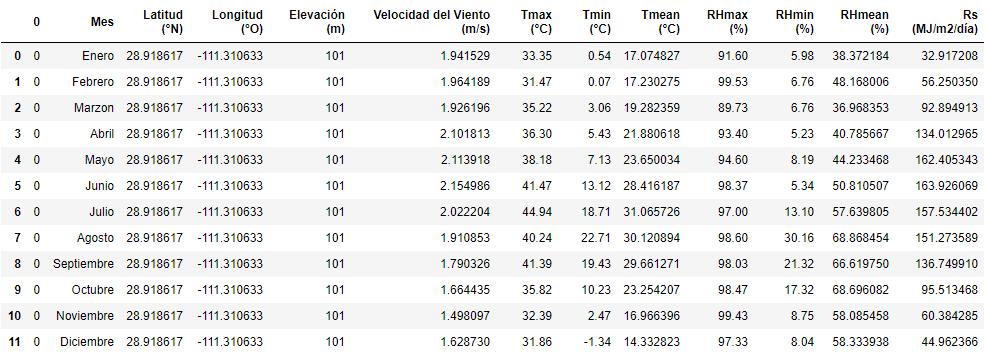 0 Mes Latitud (°N) Longitud (°O) Elevación (m) Velocidad del Viento (m/s) Tmax (°C) Tmin (°C) Tmean (°C) RHmax (%) RHmin (%) RHmean (%) Rs (MJ/m2/día)
0 0 Enero 28.918617 -111.310633 101 1.941529 33.35 0.54 17.074827 91.60 5.98 38.372184 32.917208
1 0 Febrero 28.918617 -111.310633 101 1.964189 31.47 0.07 17.230275 99.53 6.76 48.168006 56.250350
2 0 Marzon 28.918617 -111.310633 101 1.926196 35.22 3.06 19.282359 89.73 6.76 36.968353 92.894913
3 0 Abril 28.918617 -111.310633 101 2.101813 36.30 5.43 21.880618 93.40 5.23 40.785667 134.012965
4 0 Mayo 28.918617 -111.310633 101 2.113918 38.18 7.13 23.650034 94.60 8.19 44.233468 162.405343
5 0 Junio 28.918617 -111.310633 101 2.154986 41.47 13.12 28.416187 98.37 5.34 50.810507 163.926069
6 0 Julio 28.918617 -111.310633 101 2.022204 44.94 18.71 31.065726 97.00 13.10 57.639805 157.534402
7 0 Agosto 28.918617 -111.310633 101 1.910853 40.24 22.71 30.120894 98.60 30.16 68.868454 151.273589
8 0 Septiembre 28.918617 -111.310633 101 1.790326 41.39 19.43 29.661271 98.03 21.32 66.619750 136.749910
9 0 Octubre 28.918617 -111.310633 101 1.664435 35.82 10.23 23.254207 98.47 17.32 68.696082 95.513468
10 0 Noviembre 28.918617 -111.310633 101 1.498097 32.39 2.47 16.966396 99.43 8.75 58.085458 60.384285
11 0 Diciembre 28.918617 -111.310633 101 1.628730 31.86 -1.34 14.332823 97.33 8.04 58.333938 44.962366